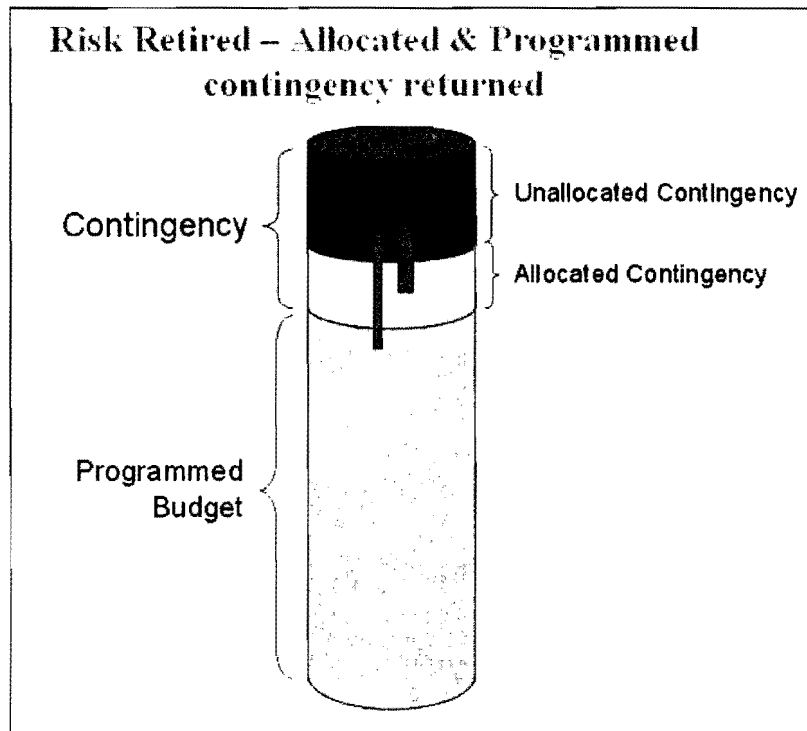 Risk Retired – Allocated & Programmed
contingency returned
Contingency
Unallocated Contingency
Allocated Contingency
Programmed
Budget